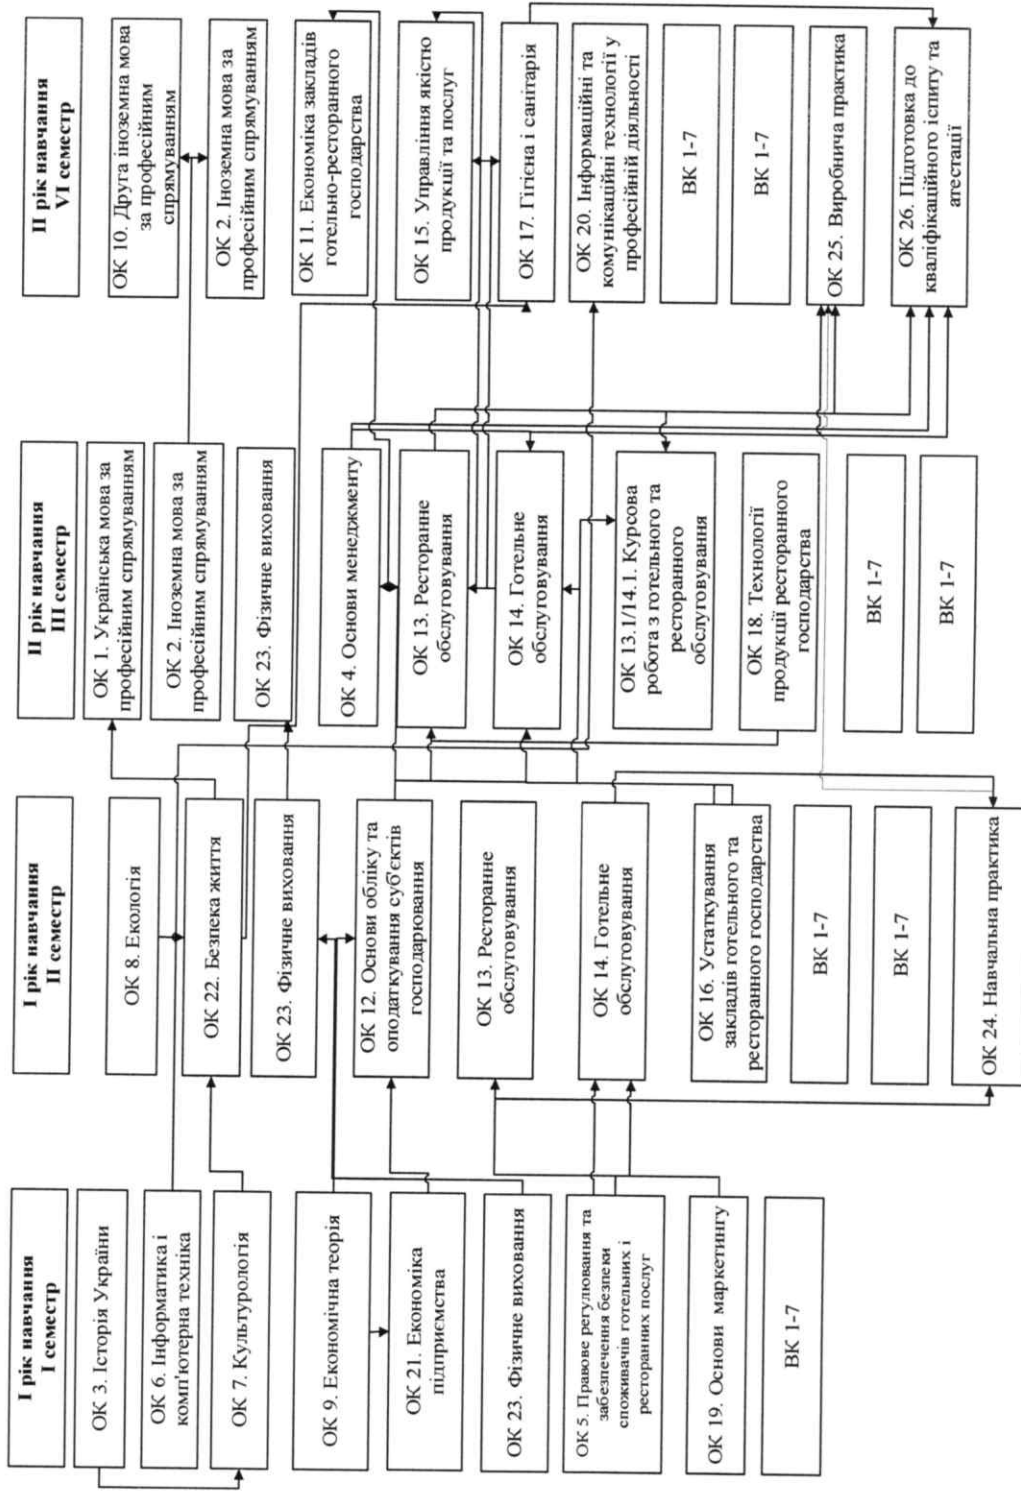 І рік навчання
І семестр
ОК 3. Історія України
ОК 6. Інформатика і
комп'ютерна техніка
ОК 7. Культурологія
ОК 9. Економічна теорія
ОК 21. Економіка
підприємства
ОК 23. Фізичне виховання
ОК 5. Правове регулювання та
забезпечення безпеки
споживачів готельних і
ресторанних послуг
ОК 19. Основи маркетингу
ВК 1-7
І рік навчання
ІІ семестр
ОК 8. Екологія
ОК 22. Безпека життя
ОК 23. Фізичне виховання
ОК 12. Основи обліку та
оподаткування суб'єктів
господарювання
ОК 13. Ресторанне
обслуговування
ОК 14. Готельне
обслуговування
ОК 16. Устаткування
закладів готельного та
ресторанного господарства
ВК 1-7
ВК 1-7
ОК 24. Навчальна практика
ІІ рік навчання
ІІІ семестр
ОК 1. Українська мова за
професійним спрямуванням
ОК 2. Іноземна мова за
професійним спрямуванням
ОК 23. Фізичне виховання
ОК 4. Основи менеджменту
ОК 13. Ресторанне
обслуговування
ОК 14. Готельне
обслуговування
ОК 13.1/14.1. Курсова
робота з готельного та
ресторанного
обслуговування
ОК 18. Технології
продукції ресторанного
господарства
ВК 1-7
ВК 1-7
ІІ рік навчання
VI семестр
ОК 10. Друга іноземна мова
за професійним
спрямуванням
ОК 2. Іноземна мова за
професійним спрямуванням
ОК 11. Економіка закладів
готельно-ресторанного
господарства
ОК 15. Управління якістю
продукції та послуг
ОК 17. Гігієна і санітарія
ОК 20. Інформаційні та
комунікаційні технології у
професійній діяльності
ВК 1-7
ВК 1-7
ОК 25. Виробнича практика
ОК 26. Підготовка до
кваліфікаційного іспиту та
атестації